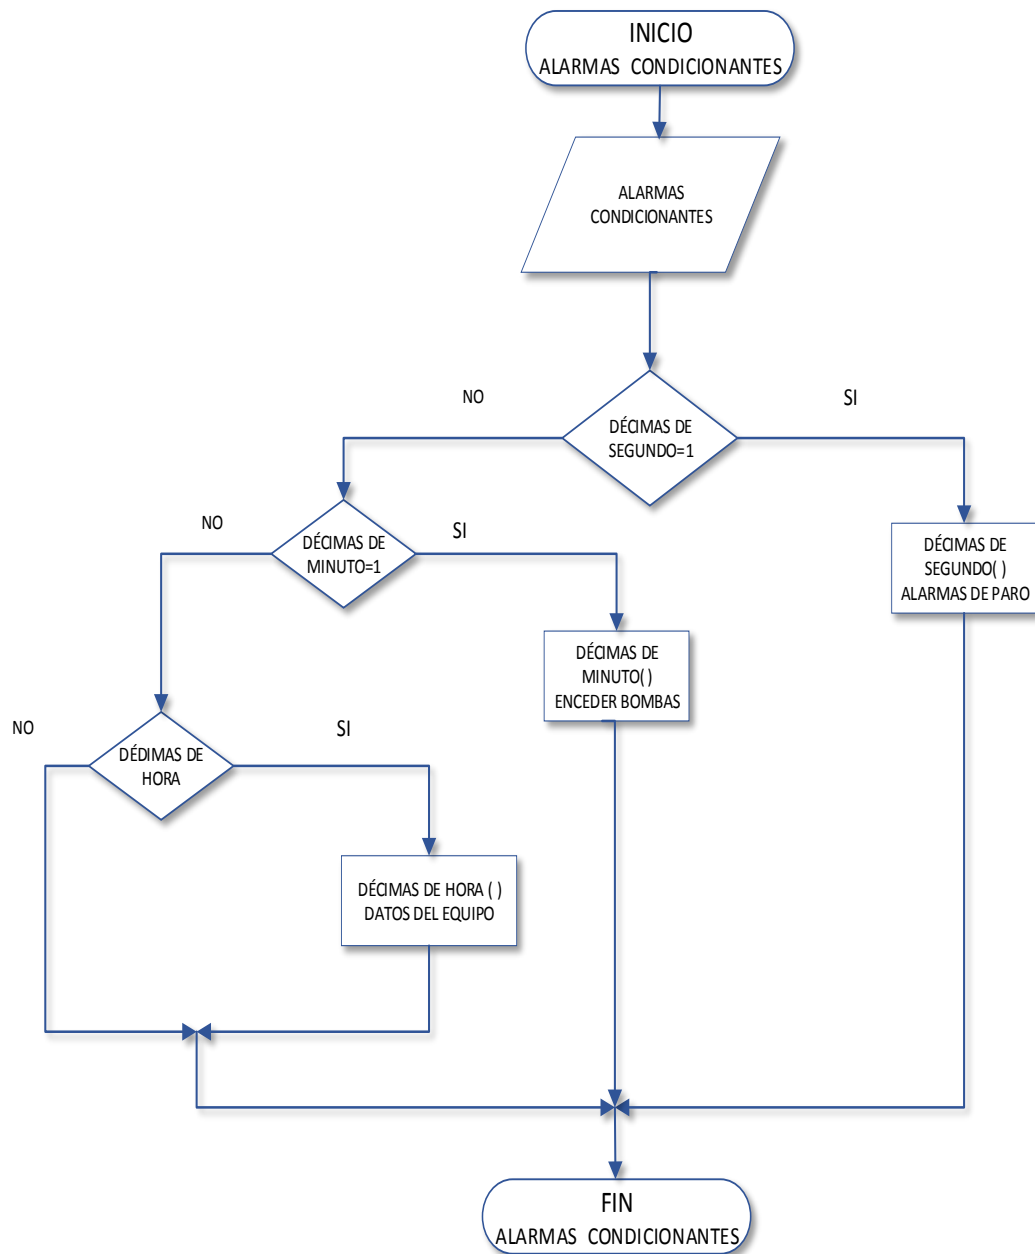 INICIO
ALARMAS CONDICIONANTES
ALARMAS
CONDICIONANTES
NO
SI
DÉCIMAS DE
SEGUNDO=1
NO
SI
DÉCIMAS DE
MINUTO=1
DÉCIMAS DE
SEGUNDO( )
ALARMAS DE PARO
DÉCIMAS DE
MINUTO( )
ENCEDER BOMBAS
NO
SI
DÉDIMAS DE
HORA
DÉCIMAS DE HORA ( )
DATOS DEL EQUIPO
FIN
ALARMAS CONDICIONANTES